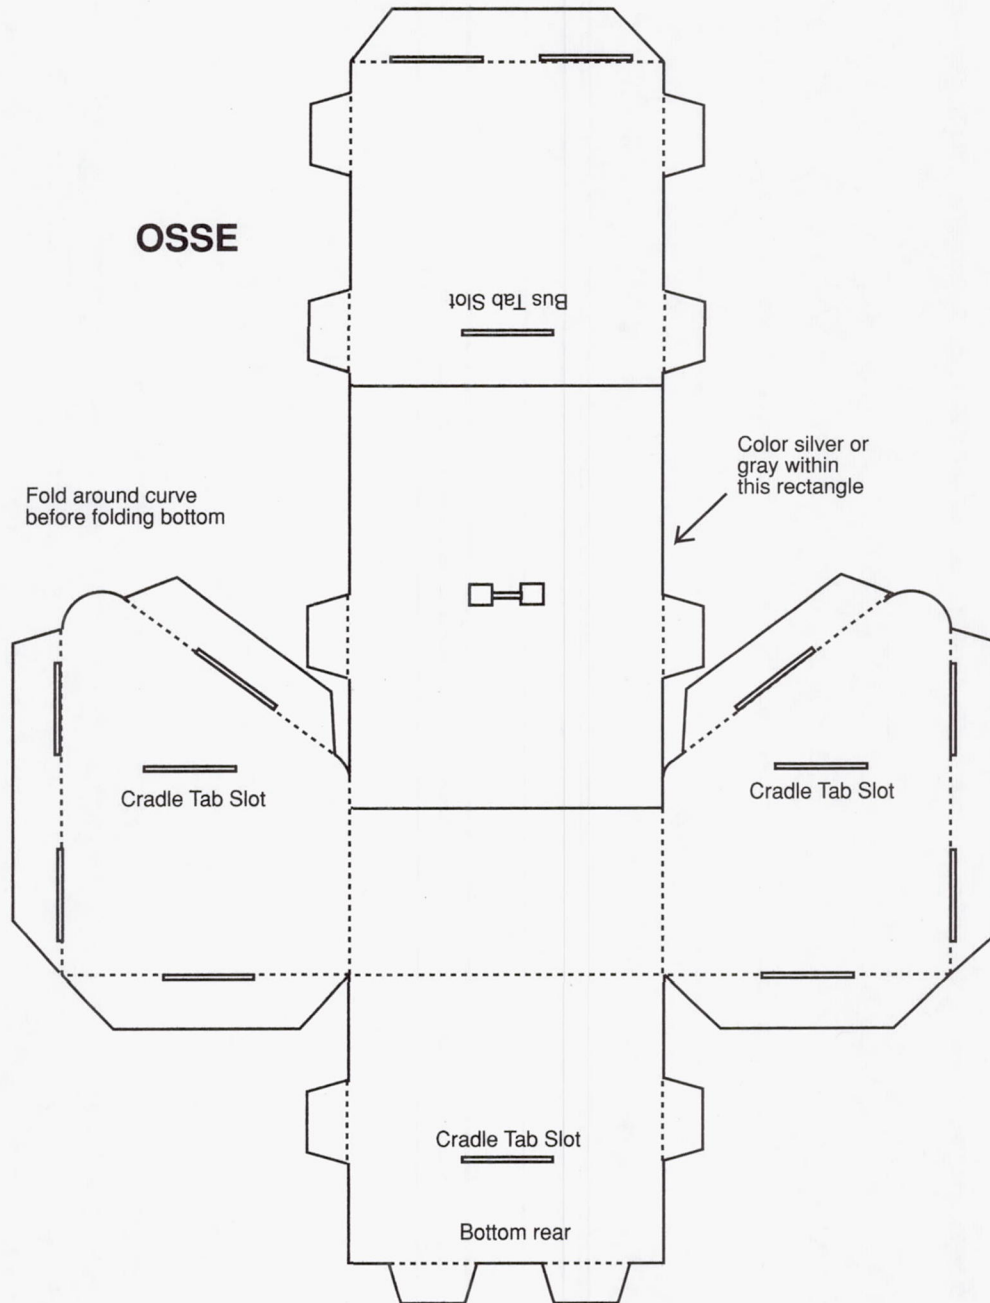 OSSE
Bus Tab Slot
Color silver or
gray within
this rectangle
Fold around curve
before folding bottom
Cradle Tab Slot
Cradle Tab Slot
Cradle Tab Slot
Bottom rear